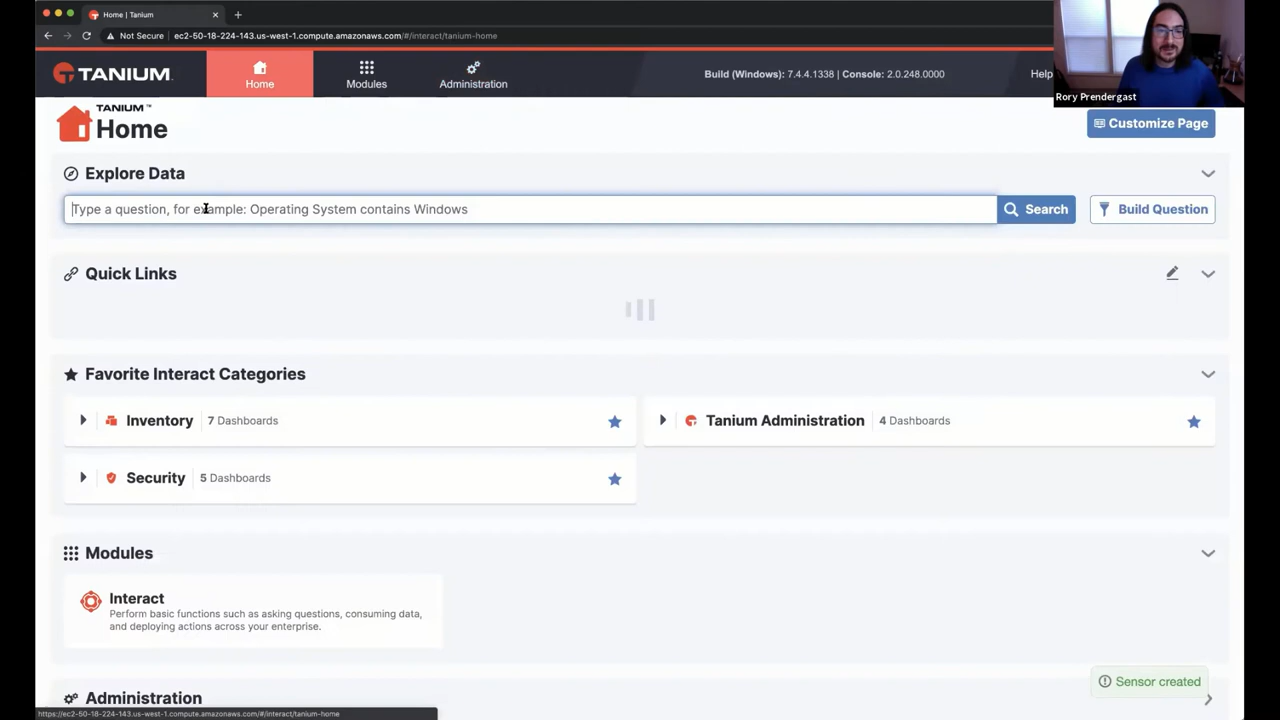 Home | Tanium
Not Secure | ec2-50-18-224-143.us-west-1.compute.amazonaws.com/#/interact/tanium-home
TANIUM
Home
Modules
Administration
Build (Windows): 7.4.4.1338 | Console: 2.0.248.0000
Help
Rory Prendergast
TANIUM™
Home
Customize Page
Explore Data
Type a question, for example: Operating System contains Windows
Search
Build Question
Quick Links
Favorite Interact Categories
Inventory 7 Dashboards
Tanium Administration 4 Dashboards
Security 5 Dashboards
Modules
Interact
Perform basic functions such as asking questions, consuming data,
and deploying actions across your enterprise.
Sensor created
Administration
https://ec2-50-18-224-143.us-west-1.compute.amazonaws.com/#/interact/tanium-home